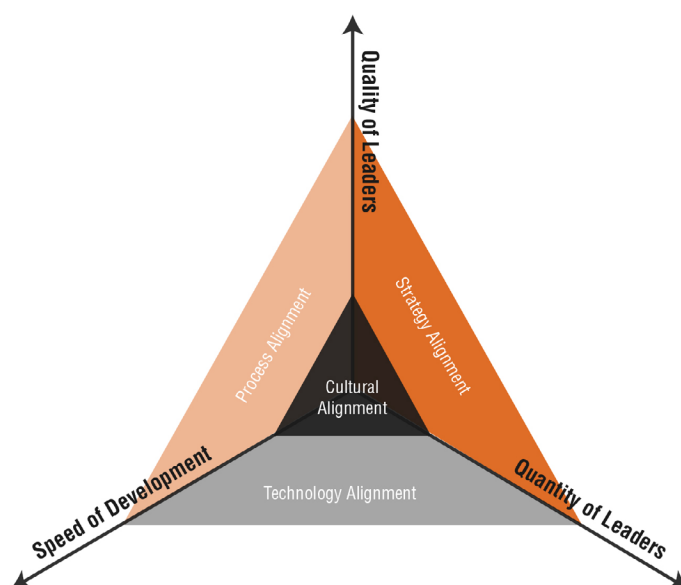 Quality of Leaders
Process Alignment
Strategy Alignment
Cultural
Alignment
Speed of Development
Technology Alignment
Quantity of Leaders